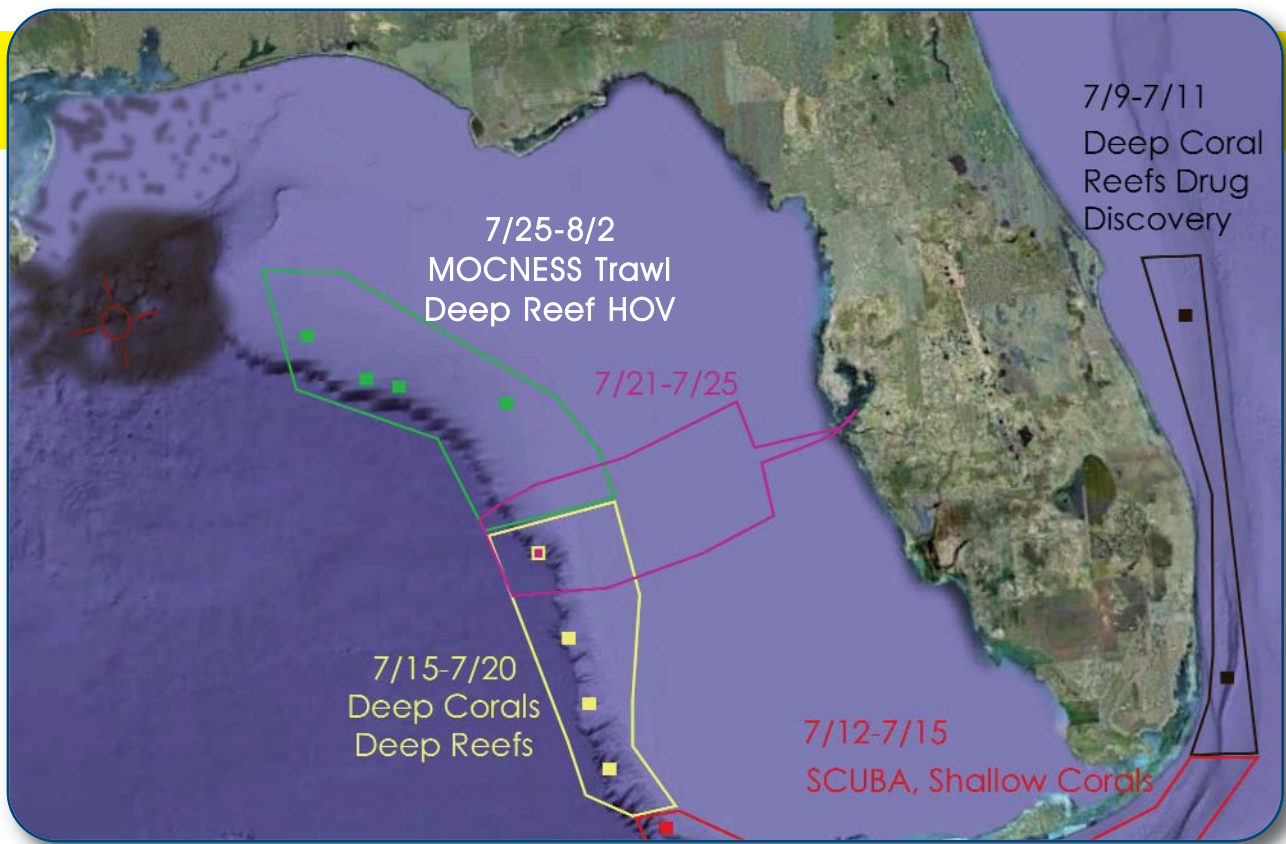 7/9-7/11
Deep Coral
Reefs Drug
Discovery
7/25-8/2
MOCNESS Trawl
Deep Reef HOV
7/21-7/25
7/15-7/20
Deep Corals
Deep Reefs
7/12-7/15
SCUBA, Shallow Corals